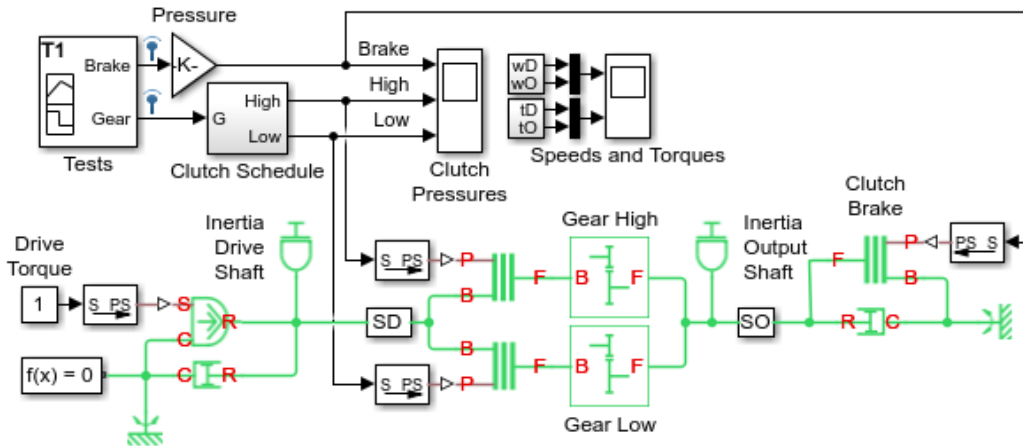 Pressure
T1
Brake
Gear
Tests
-K-
G
High
Low
Clutch Schedule
Brake
High
Low
Clutch
Pressures
wD
wO
tD
tO
Speeds and Torques
Drive
Torque
1
S PS
S
C
R
f(x) = 0
C
R
Inertia
Drive
Shaft
SD
S PS
P
B
F
Gear High
B
F
B
P
F
S PS
B
F
Gear Low
Inertia
Output
Shaft
SO
Clutch
Brake
F
P
B
PS S
R
C